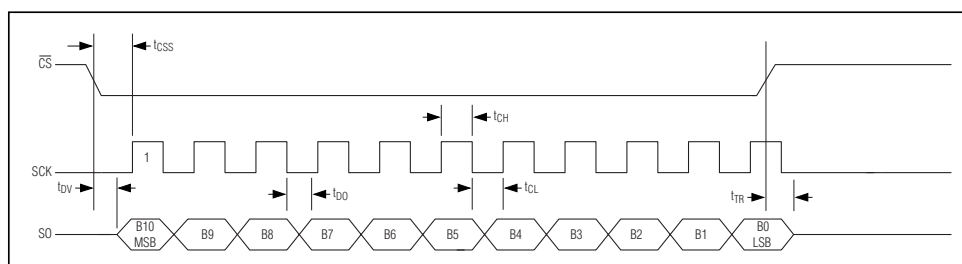 tCSS
CS
tCH
1
SCK
tDV
tDO
tCL
tTR
SO
B10
MSB
B9
B8
B7
B6
B5
B4
B3
B2
B1
B0
LSB